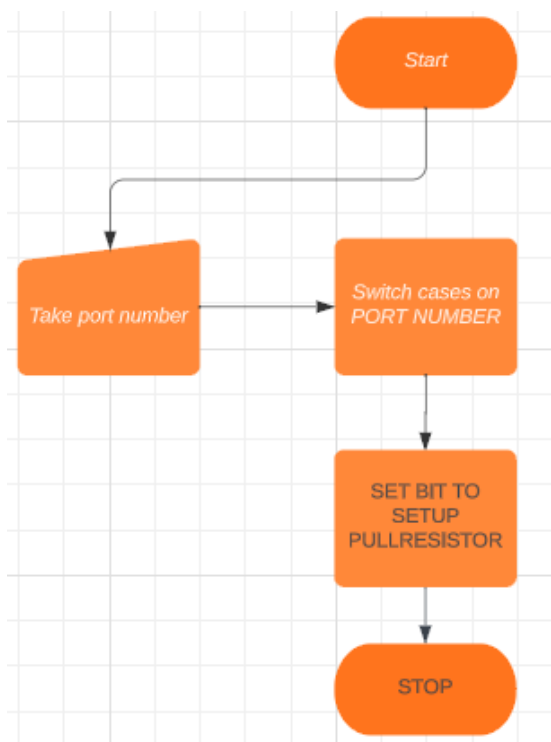 Start
Take port number
Switch cases on
PORT NUMBER
SET BIT TO
SETUP
PULLRESISTOR
STOP